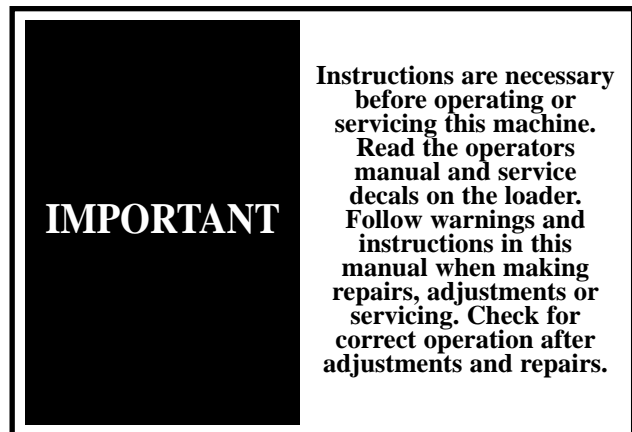 IMPORTANT
Instructions are necessary
before operating or
servicing this machine.
Read the operators
manual and service
decals on the loader.
Follow warnings and
instructions in this
manual when making
repairs, adjustments or
servicing. Check for
correct operation after
adjustments and repairs.